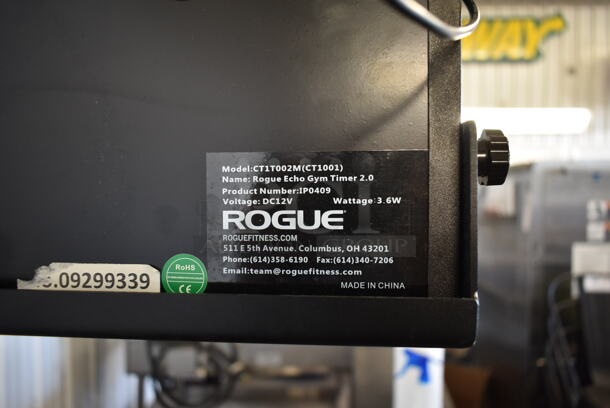 WAY
Model:CT1T002M(CT1001)
Name: Rogue Echo Gym Timer 2.0
Product Number:IP0409
Voltage: DC12V Wattage:3.6W
ROGUE
ROGUEFITNESS.COM
511 E 5th Avenue. Columbus, OH 43201
Phone:(614)358-6190 Fax:(614)340-7206
Email:team@roguefitness.com
MADE IN CHINA
.09299339
RoHS
CE